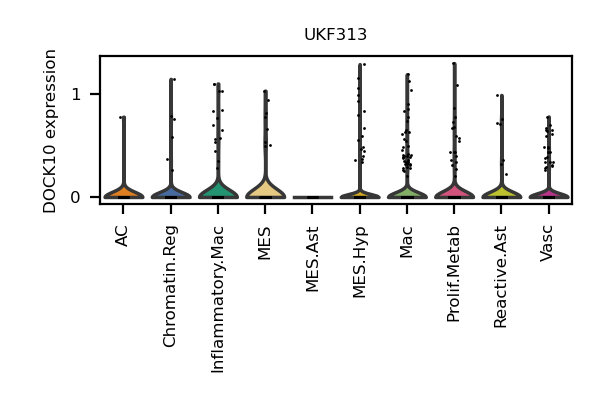 UKF313
DOCK10 expression
1
0
AC
Chromatin.Reg
Inflammatory.Mac
MES
MES.Ast
MES.Hyp
Mac
Prolif.Metab
Reactive.Ast
Vasc